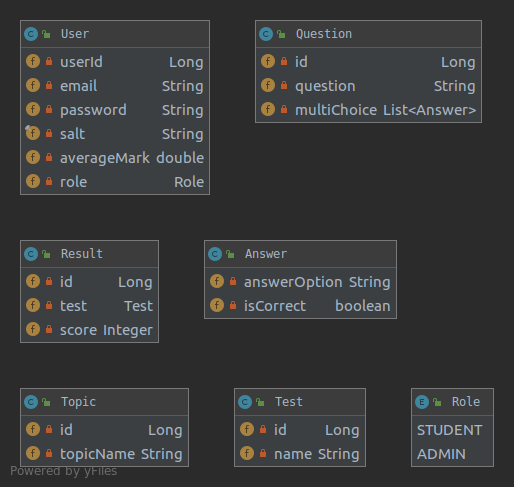 User
userId Long
email String
password String
salt String
averageMark double
role Role
Question
id Long
question String
multiChoice List<Answer>
Result
id Long
test Test
score Integer
Answer
answerOption String
isCorrect boolean
Topic
id Long
topicName String
Test
id Long
name String
Role
STUDENT
ADMIN
Powered by yFiles